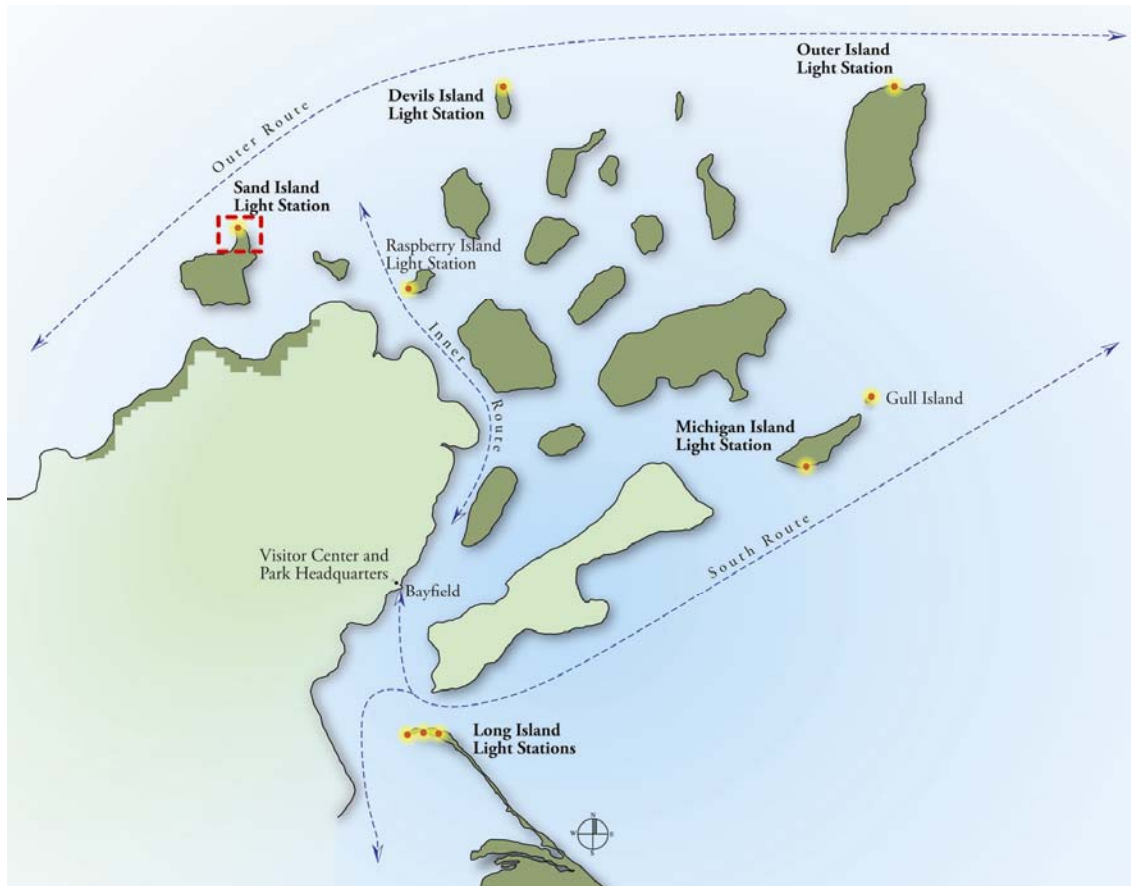 Outer Island
Light Station
Devils Island
Light Station
Outer Route
Sand Island
Light Station
Raspberry Island
Light Station
Inner
Route
Gull Island
Michigan Island
Light Station
South Route
Visitor Center and
Park Headquarters
Bayfield
Long Island
Light Stations
N
W E
S